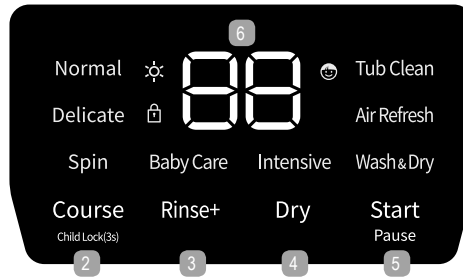 6
Normal 88 Tub Clean
Delicate Air Refresh
Spin Baby Care Intensive Wash & Dry
Course Rinse+ Dry Start
Child Lock(3s) Pause
2 3 4 5